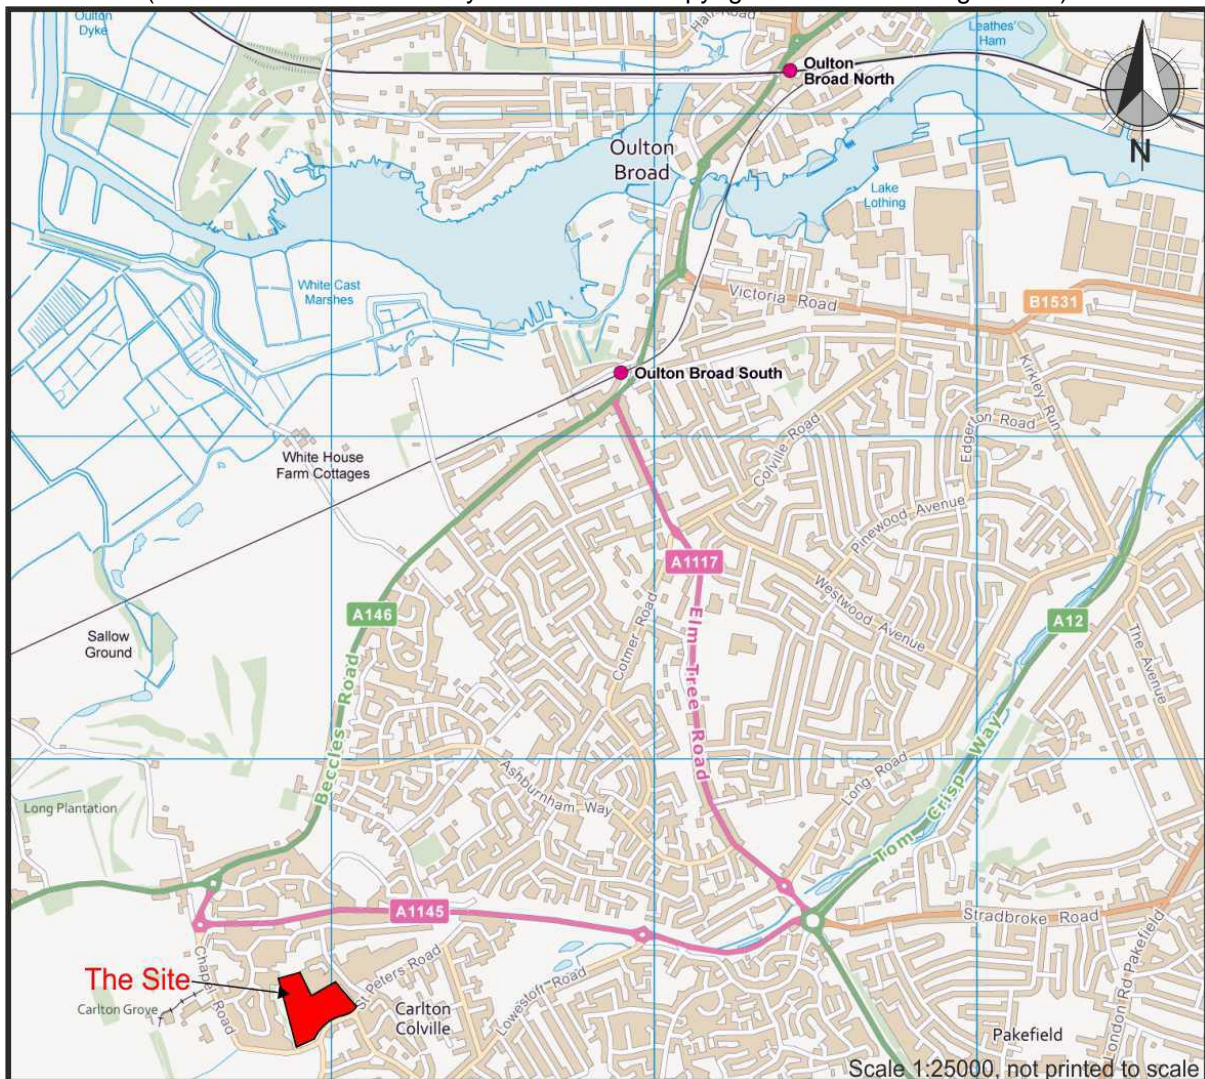 Oulton
Dyke
Hall Road
Leathes'
Ham
Oulton
Broad North
N
Oulton
Broad
Lake
Lothing
White Cast
Marshes
Victoria Road
B1531
Kirkley Run
Oulton Broad South
Edgerton Road
Colville Road
White House
Farm Cottages
Pinewood Avenue
A1117
Westwood Avenue
A146
A12
Cotmer Road
Elm Tree Road
The Avenue
Sallow
Ground
Beccles Road
Tom Crisp Way
Long Road
Ashburnham Way
Long Plantation
A1145
Stradbroke Road
London Rd Pakefield
Chapel Road
St Peters Road
The Site
Lowestoft Road
Carlton Grove
Carlton
Colville
Pakefield
Scale 1:25000, not printed to scale